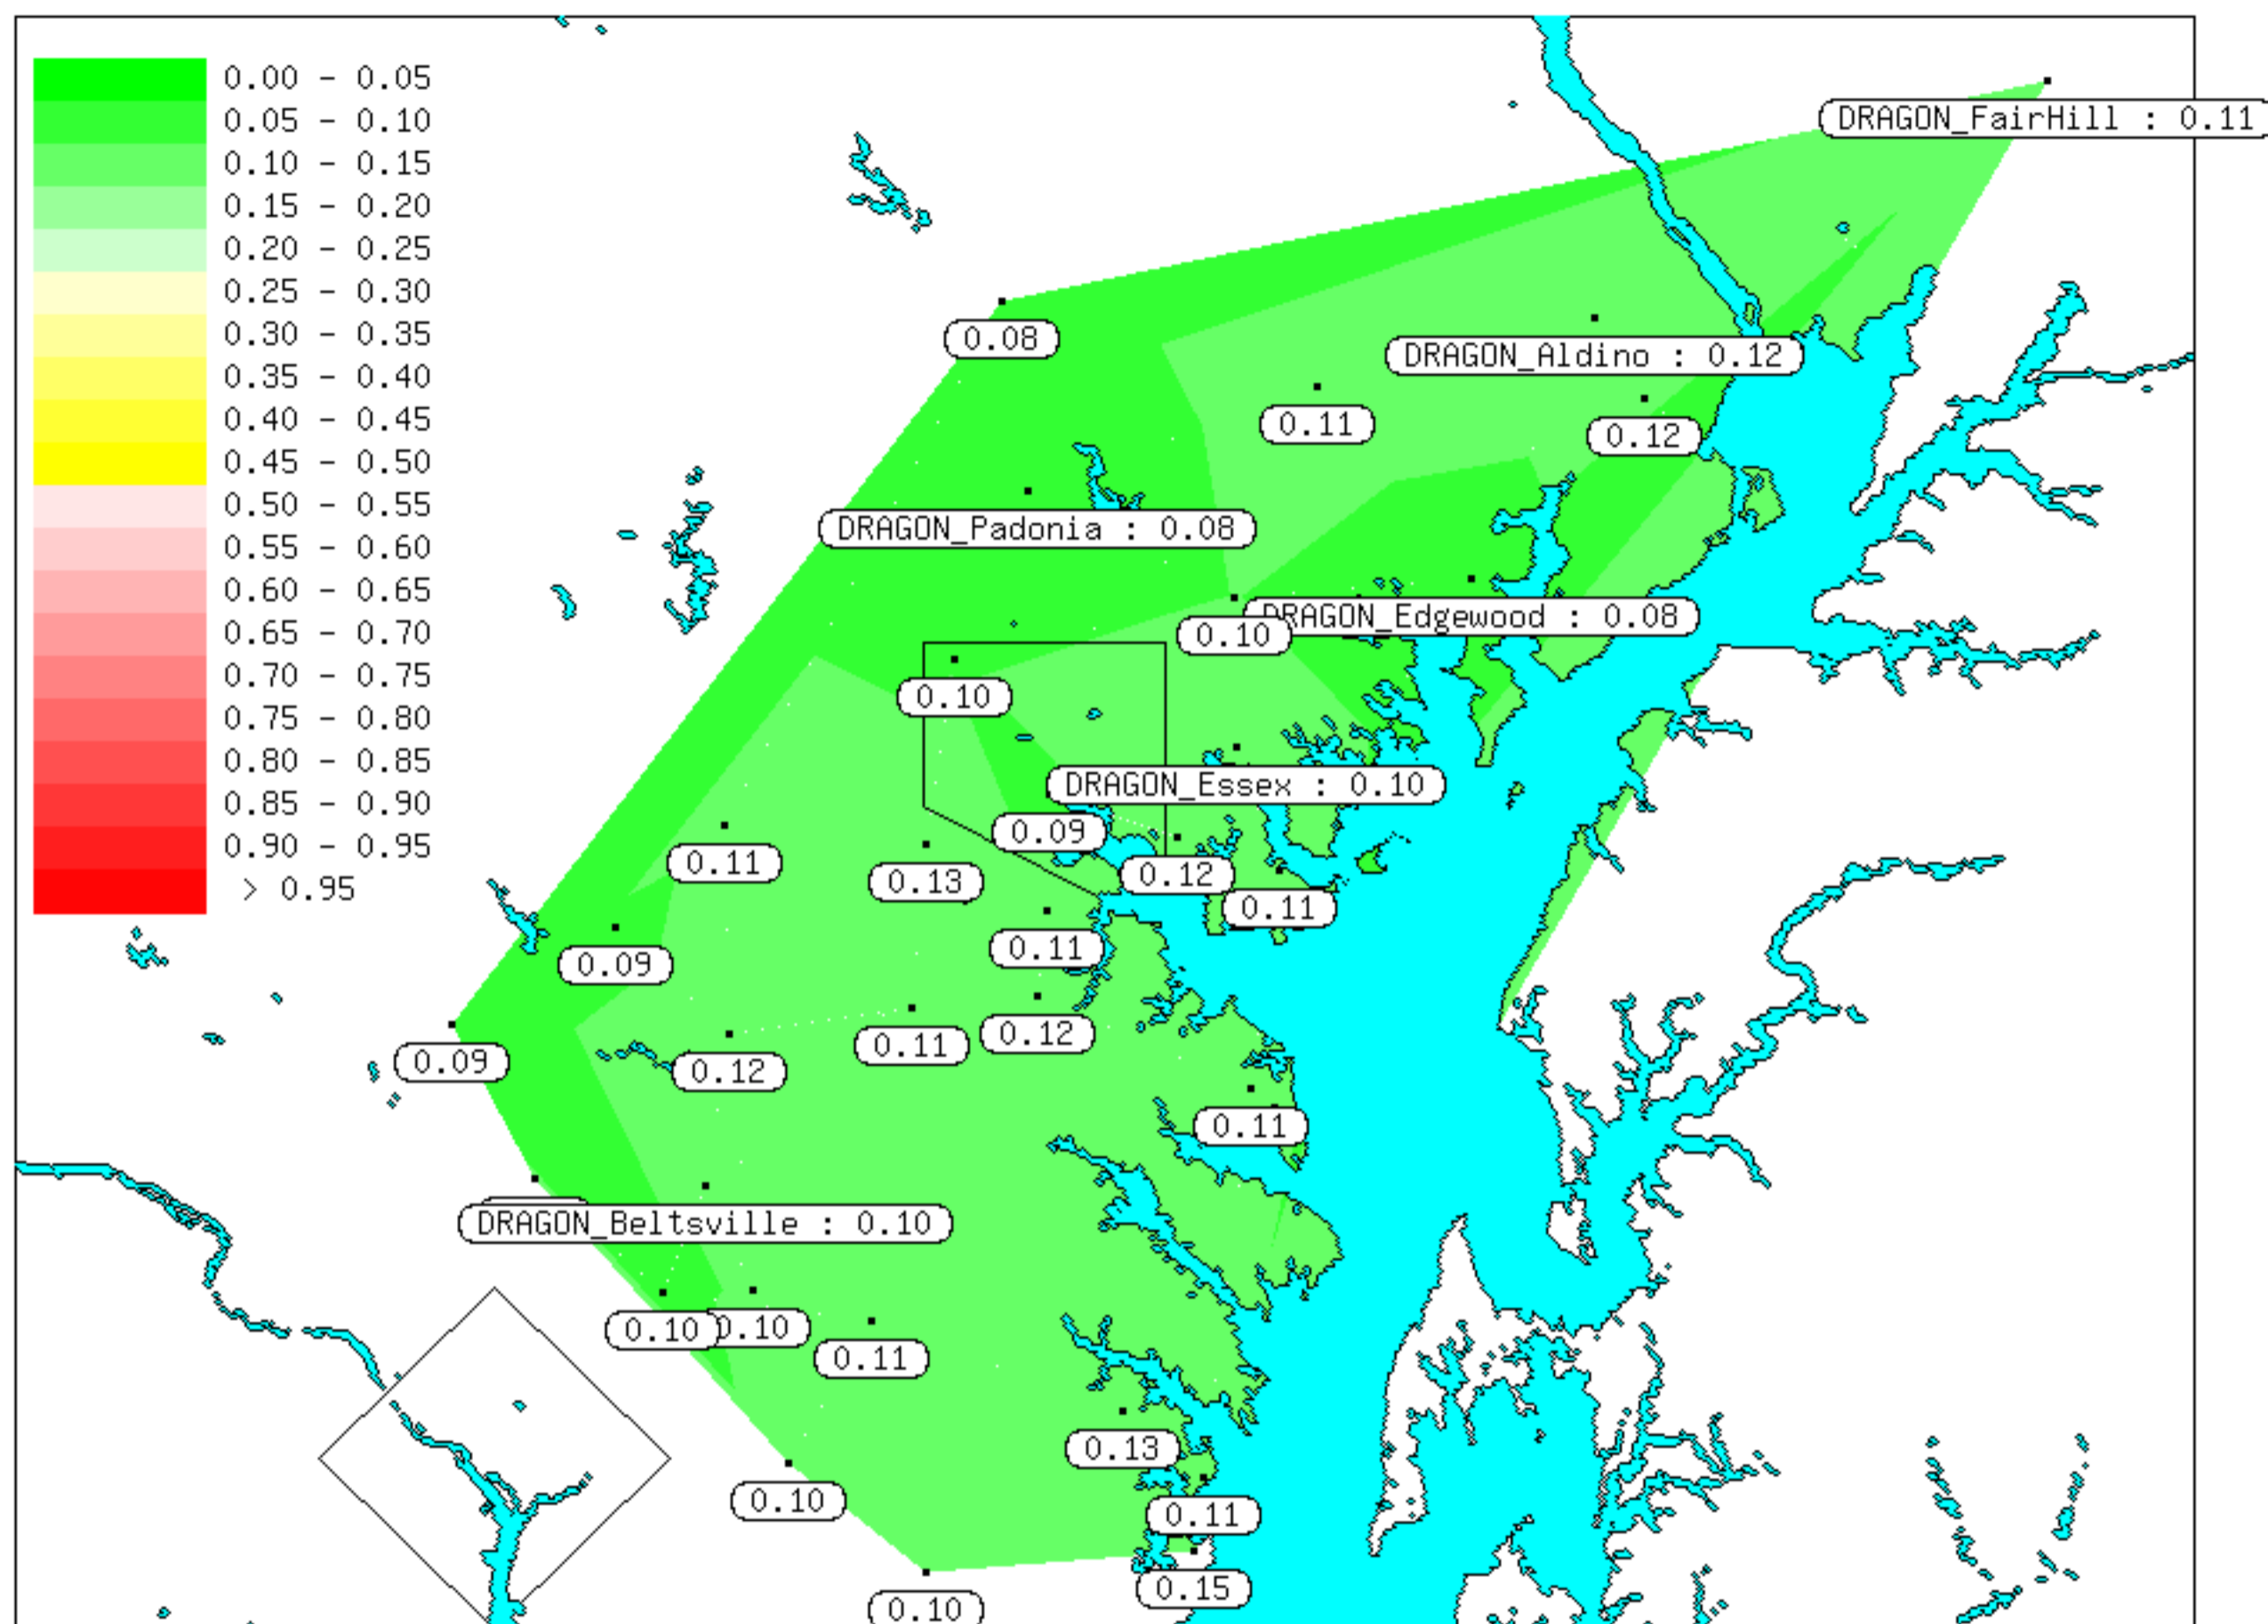 0.00 - 0.05
0.05 - 0.10
0.10 - 0.15
0.15 - 0.20
0.20 - 0.25
0.25 - 0.30
0.30 - 0.35
0.35 - 0.40
0.40 - 0.45
0.45 - 0.50
0.50 - 0.55
0.55 - 0.60
0.60 - 0.65
0.65 - 0.70
0.70 - 0.75
0.75 - 0.80
0.80 - 0.85
0.85 - 0.90
0.90 - 0.95
> 0.95
DRAGON_FairHill : 0.11
0.08
DRAGON_Aldino : 0.12
0.11
0.12
DRAGON_Padonia : 0.08
DRAGON_Edgewood : 0.08
0.10
0.10
DRAGON_Essex : 0.10
0.09
0.11
0.13
0.12
0.11
0.11
0.09
0.12
0.11
0.09
0.12
0.11
DRAGON_Beltsville : 0.10
0.10
0.10
0.11
0.13
0.10
0.11
0.15
0.10